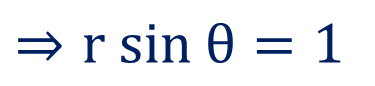 ⇒ r sin θ = 1